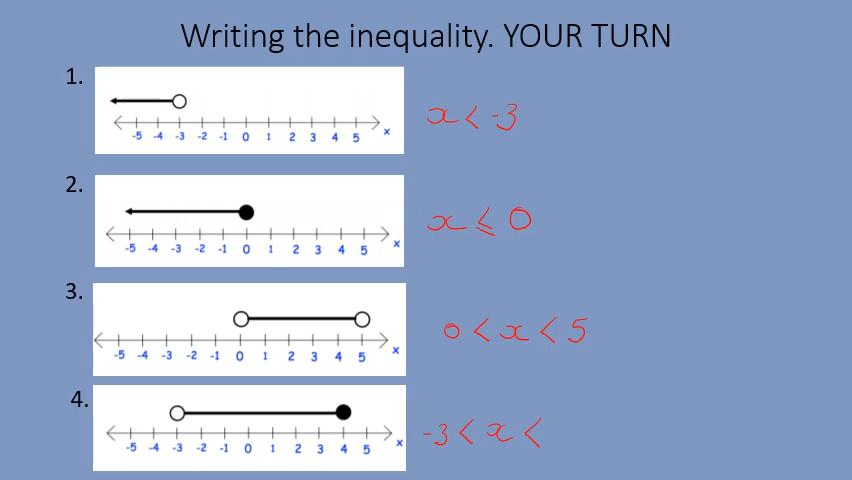 Writing the inequality. YOUR TURN
1.
x < -3
-5 -4 -3 -2 -1 0 1 2 3 4 5 x
2.
x ≤ 0
-5 -4 -3 -2 -1 0 1 2 3 4 5 x
3.
0 < x < 5
-5 -4 -3 -2 -1 0 1 2 3 4 5 x
4.
-3 < x <
-5 -4 -3 -2 -1 0 1 2 3 4 5 x